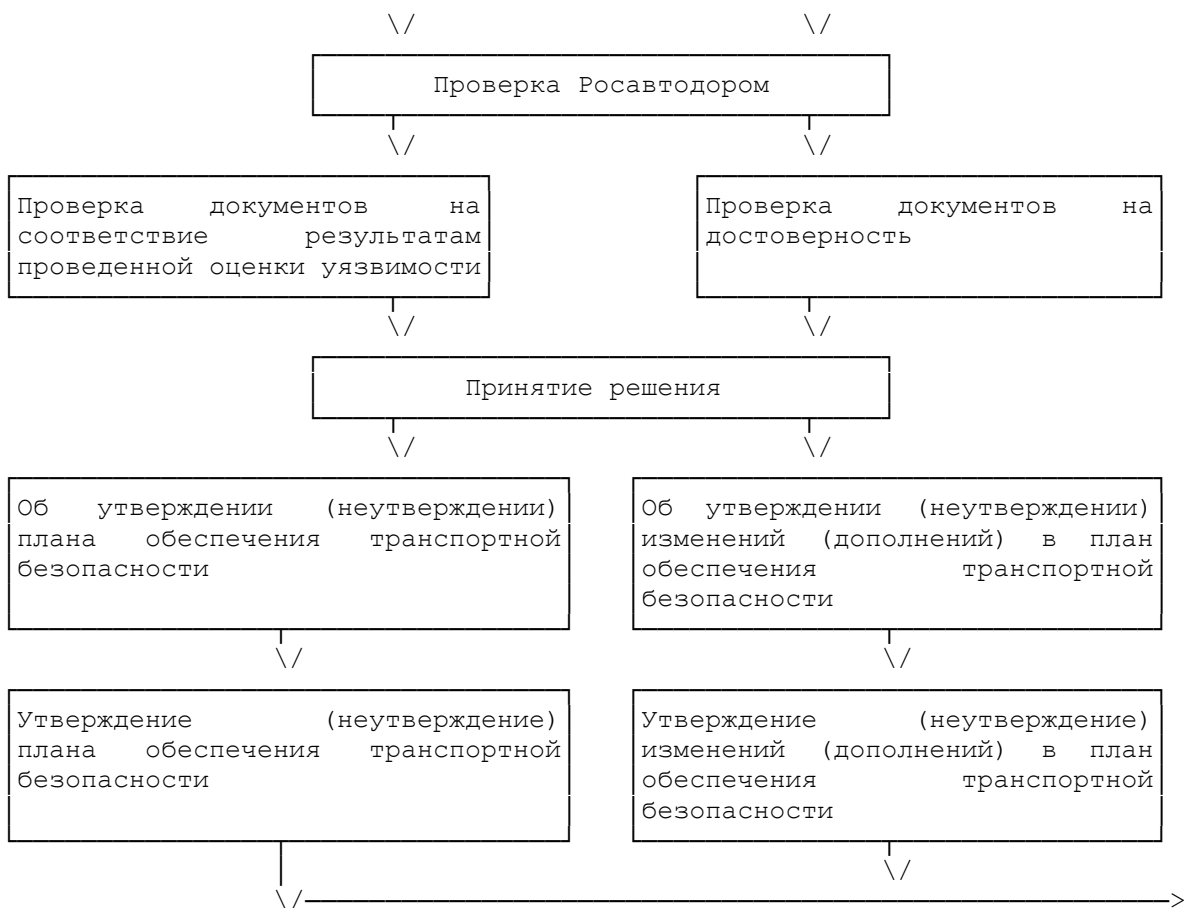 Проверка Росавтодором
Проверка документов на
соответствие результатам
проведенной оценки уязвимости
Проверка документов на
достоверность
Принятие решения
Об утверждении (неутверждении)
плана обеспечения транспортной
безопасности
Об утверждении (неутверждении)
изменений (дополнений) в план
обеспечения транспортной
безопасности
Утверждение (неутверждение)
плана обеспечения транспортной
безопасности
Утверждение (неутверждение)
изменений (дополнений) в план
обеспечения транспортной
безопасности